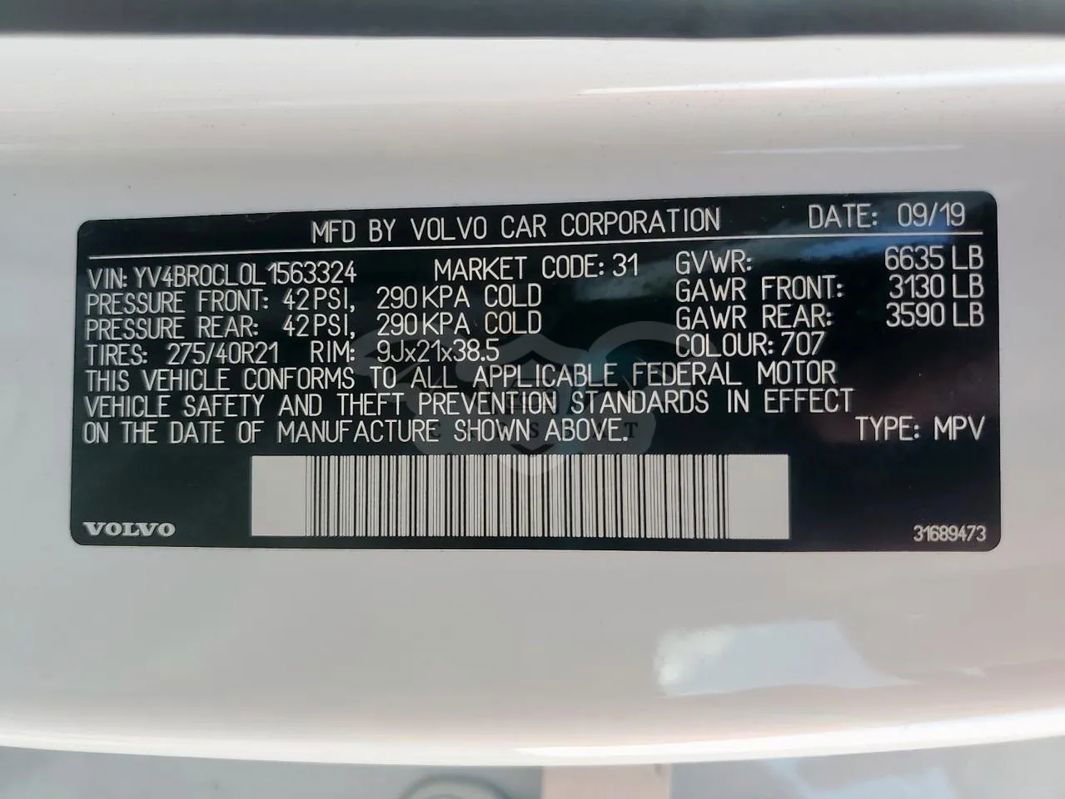 MFD BY VOLVO CAR CORPORATION DATE: 09/19
VIN: YV4BR0CL0L1563324 MARKET CODE: 31 GVWR: 6635 LB
PRESSURE FRONT: 42 PSI, 290 KPA COLD GAWR FRONT: 3130 LB
PRESSURE REAR: 42 PSI, 290 KPA COLD GAWR REAR: 3590 LB
TIRES: 275/40R21 RIM: 9Jx21x38.5 COLOUR: 707
THIS VEHICLE CONFORMS TO ALL APPLICABLE FEDERAL MOTOR
VEHICLE SAFETY AND THEFT PREVENTION STANDARDS IN EFFECT
ON THE DATE OF MANUFACTURE SHOWN ABOVE. TYPE: MPV
VOLVO 31689473